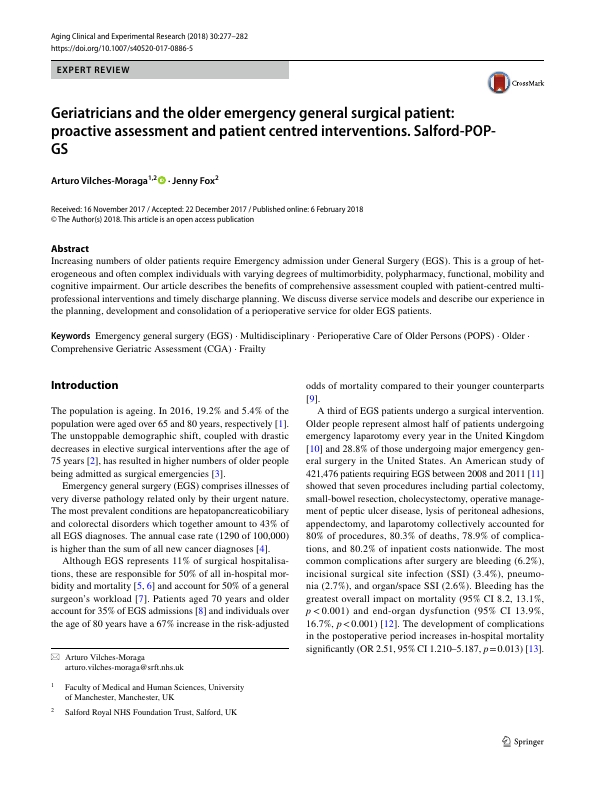 Aging Clinical and Experimental Research (2018) 30:277–282
https://doi.org/10.1007/s40520-017-0886-5
EXPERT REVIEW
CrossMark
Geriatricians and the older emergency general surgical patient:
proactive assessment and patient centred interventions. Salford-POP-
GS
Arturo Vilches-Moraga1,2 · Jenny Fox2
Received: 16 November 2017 / Accepted: 22 December 2017 / Published online: 6 February 2018
© The Author(s) 2018. This article is an open access publication
Abstract
Increasing numbers of older patients require Emergency admission under General Surgery (EGS). This is a group of het-
erogeneous and often complex individuals with varying degrees of multimorbidity, polypharmacy, functional, mobility and
cognitive impairment. Our article describes the benefits of comprehensive assessment coupled with patient-centred multi-
professional interventions and timely discharge planning. We discuss diverse service models and describe our experience in
the planning, development and consolidation of a perioperative service for older EGS patients.
Keywords Emergency general surgery (EGS) · Multidisciplinary · Perioperative Care of Older Persons (POPS) · Older ·
Comprehensive Geriatric Assessment (CGA) · Frailty
Introduction
The population is ageing. In 2016, 19.2% and 5.4% of the
population were aged over 65 and 80 years, respectively [1].
The unstoppable demographic shift, coupled with drastic
decreases in elective surgical interventions after the age of
75 years [2], has resulted in higher numbers of older people
being admitted as surgical emergencies [3].
Emergency general surgery (EGS) comprises illnesses of
very diverse pathology related only by their urgent nature.
The most prevalent conditions are hepatopancreaticobiliary
and colorectal disorders which together amount to 43% of
all EGS diagnoses. The annual case rate (1290 of 100,000)
is higher than the sum of all new cancer diagnoses [4].
Although EGS represents 11% of surgical hospitalisa-
tions, these are responsible for 50% of all in-hospital mor-
bidity and mortality [5, 6] and account for 50% of a general
surgeon's workload [7]. Patients aged 70 years and older
account for 35% of EGS admissions [8] and individuals over
the age of 80 years have a 67% increase in the risk-adjusted
odds of mortality compared to their younger counterparts
[9].
A third of EGS patients undergo a surgical intervention.
Older people represent almost half of patients undergoing
emergency laparotomy every year in the United Kingdom
[10] and 28.8% of those undergoing major emergency gen-
eral surgery in the United States. An American study of
421,476 patients requiring EGS between 2008 and 2011 [11]
showed that seven procedures including partial colectomy,
small-bowel resection, cholecystectomy, operative manage-
ment of peptic ulcer disease, lysis of peritoneal adhesions,
appendectomy, and laparotomy collectively accounted for
80% of procedures, 80.3% of deaths, 78.9% of complica-
tions, and 80.2% of inpatient costs nationwide. The most
common complications after surgery are bleeding (6.2%),
incisional surgical site infection (SSI) (3.4%), pneumo-
nia (2.7%), and organ/space SSI (2.6%). Bleeding has the
greatest overall impact on mortality (95% CI 8.2, 13.1%,
p < 0.001) and end-organ dysfunction (95% CI 13.9%,
16.7%, p < 0.001) [12]. The development of complications
in the postoperative period increases in-hospital mortality
significantly (OR 2.51, 95% CI 1.210–5.187, p = 0.013) [13].
Arturo Vilches-Moraga
arturo.vilches-moraga@srft.nhs.uk
1 Faculty of Medical and Human Sciences, University
of Manchester, Manchester, UK
2 Salford Royal NHS Foundation Trust, Salford, UK
Springer